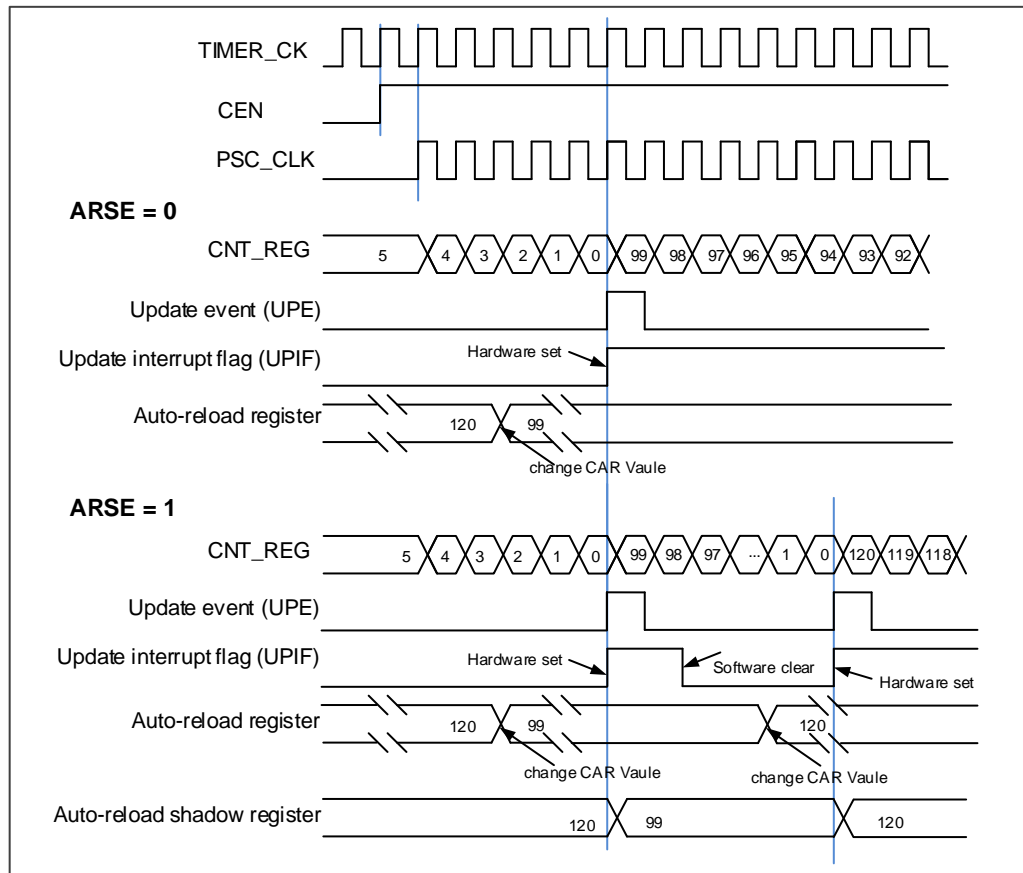 TIMER_CK
CEN
PSC_CLK
ARSE = 0
CNT_REG 5 4 3 2 1 0 99 98 97 96 95 94 93 92
Update event (UPE)
Update interrupt flag (UPIF) Hardware set
Auto-reload register 120 99
change CAR Vaule
ARSE = 1
CNT_REG 5 4 3 2 1 0 99 98 97 ... 1 0 120 119 118
Update event (UPE)
Update interrupt flag (UPIF) Hardware set Software clear Hardware set
Auto-reload register 120 99 120
change CAR Vaule change CAR Vaule
Auto-reload shadow register 120 99 120